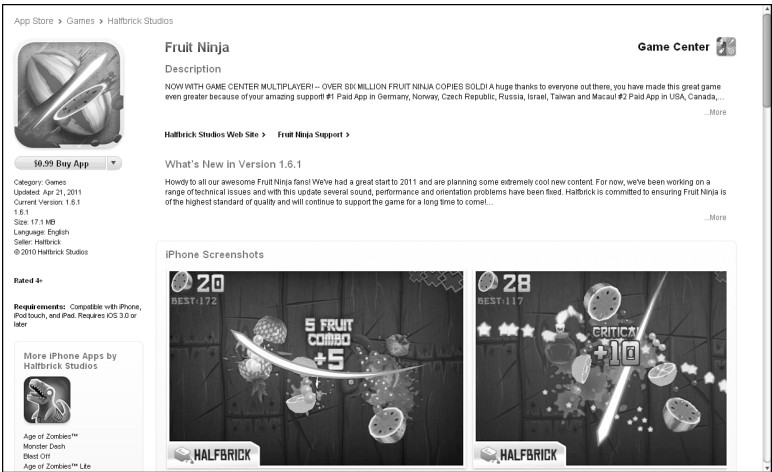 App Store > Games > Halfbrick Studios
Fruit Ninja
Game Center
Description
NOW WITH GAME CENTER MULTIPLAYER! -- OVER SIX MILLION FRUIT NINJA COPIES SOLD! A huge thanks to everyone out there, you have made this great game
even greater because of your amazing support! #1 Paid App in Germany, Norway, Czech Republic, Russia, Israel, Taiwan and Macau! #2 Paid App in USA, Canada,...
...More
Halfbrick Studios Web Site >
Fruit Ninja Support >
$0.99 Buy App
What's New in Version 1.6.1
Howdy to all our awesome Fruit Ninja fans! We've had a great start to 2011 and are planning some extremely cool new content. For now, we've been working on a
range of technical issues and with this update several sound, performance and orientation problems have been fixed. Halfbrick is committed to ensuring Fruit Ninja is
of the highest standard of quality and will continue to support the game for a long time to come!...
...More
Category: Games
Updated: Apr 21, 2011
Current Version: 1.6.1
1.6.1
Size: 17.1 MB
Language: English
Seller: Halfbrick
© 2010 Halfbrick Studios
Rated 4+
Requirements: Compatible with iPhone,
iPod touch, and iPad. Requires iOS 3.0 or
later
More iPhone Apps by
Halfbrick Studios
Age of Zombies™
Monster Dash
Blast Off
Age of Zombies™ Lite
iPhone Screenshots
20
BEST:172
5 FRUIT
COMBO
+5
HALFBRICK
28
BEST:117
CRITICAL
+10
HALFBRICK